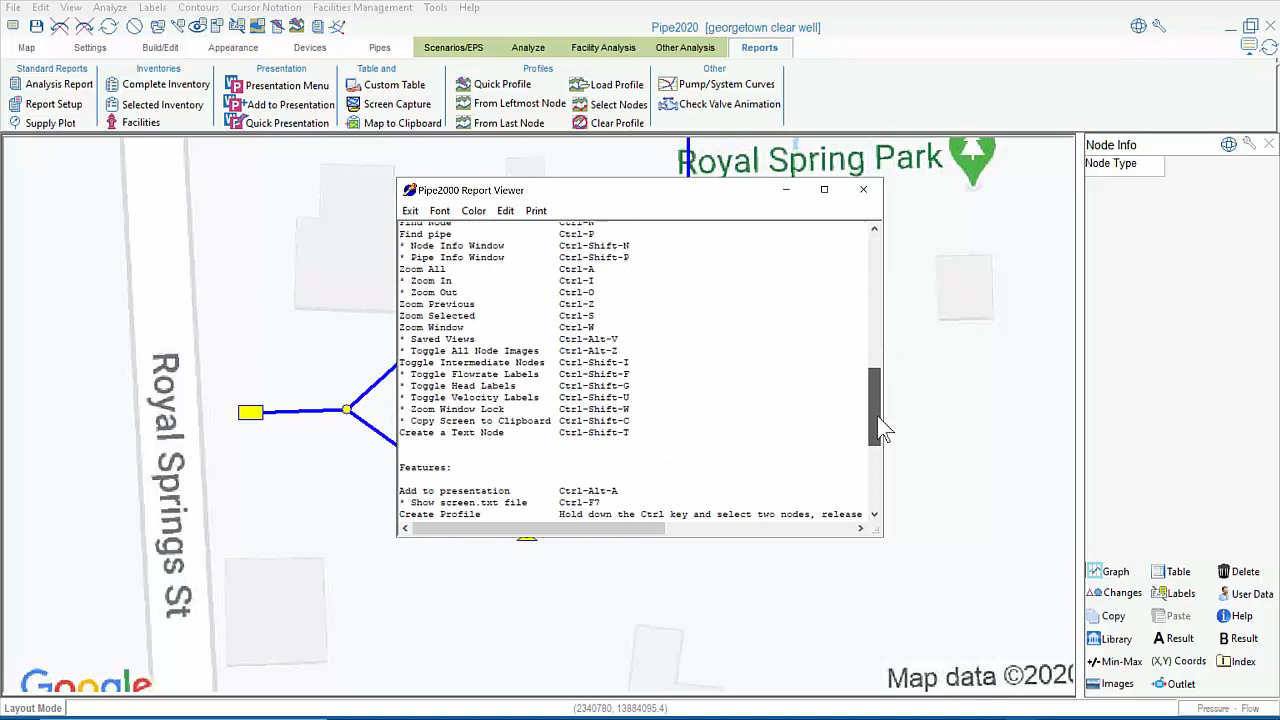 File Edit View Analyze Labels Contours Cursor Notation Facilities Management Tools Help
Pipe2020 [georgetown clear well]
Map Settings Build/Edit Appearance Devices Pipes Scenarios/EPS Analyze Facility Analysis Other Analysis Reports
Standard Reports Inventories Presentation Table and Profiles Other
Analysis Report Complete Inventory Presentation Menu Custom Table Quick Profile Load Profile Pump/System Curves
Report Setup Selected Inventory Add to Presentation Screen Capture From Leftmost Node Select Nodes Check Valve Animation
Supply Plot Facilities Quick Presentation Map to Clipboard From Last Node Clear Profile
Royal Spring Park
Node Info
Node Type
Pipe2000 Report Viewer
Exit Font Color Edit Print
Find Node Ctrl-N
Find pipe Ctrl-P
* Node Info Window Ctrl-Shift-N
* Pipe Info Window Ctrl-Shift-P
Zoom All Ctrl-A
* Zoom In Ctrl-I
* Zoom Out Ctrl-O
Zoom Previous Ctrl-Z
Zoom Selected Ctrl-S
Zoom Window Ctrl-W
* Saved Views Ctrl-Alt-V
* Toggle All Node Images Ctrl-Alt-Z
Toggle Intermediate Nodes Ctrl-Shift-I
* Toggle Flowrate Labels Ctrl-Shift-F
* Toggle Head Labels Ctrl-Shift-G
* Toggle Velocity Labels Ctrl-Shift-U
* Zoom Window Lock Ctrl-Shift-W
* Copy Screen to Clipboard Ctrl-Shift-C
Create a Text Node Ctrl-Shift-T
Features:
Add to presentation Ctrl-Alt-A
* Show screen.txt file Ctrl-F7
Create Profile Hold down the Ctrl key and select two nodes, release
Royal Springs St
Graph Table Delete
Changes Labels User Data
Copy Paste Help
Library A Result B Result
+/-Min-Max (X,Y) Coords Index
Images Outlet
Google
Map data ©2020
Layout Mode (2340780, 13884095.4) Pressure - Flow